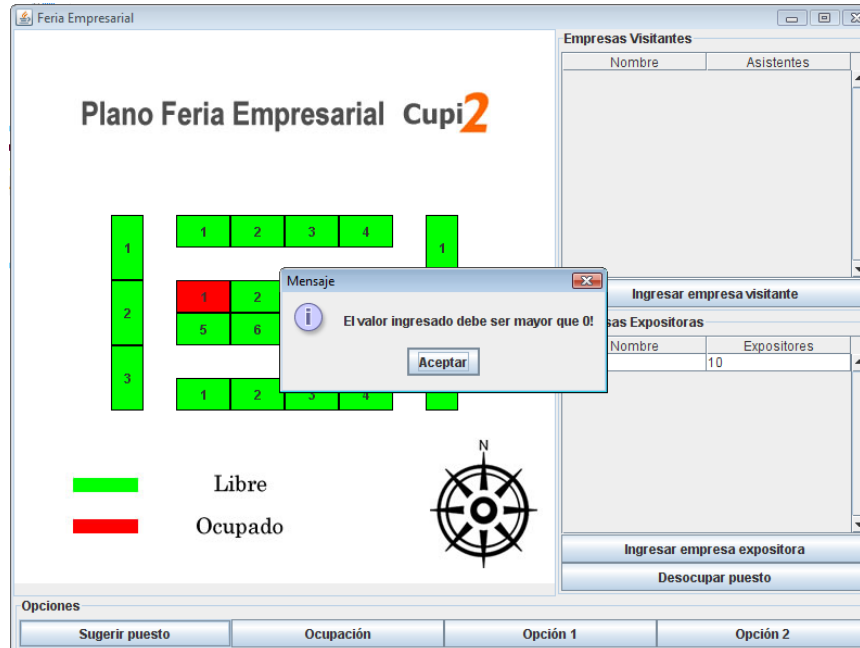 Feria Empresarial
Plano Feria Empresarial Cupi2
1 2 3 4
1
2
3
1
1 2
5 6
1 2 3 4
Libre
Ocupado
N
Mensaje
El valor ingresado debe ser mayor que 0!
Aceptar
Empresas Visitantes
Nombre Asistentes
Ingresar empresa visitante
sas Expositoras
Nombre Expositores
10
Ingresar empresa expositora
Desocupar puesto
Opciones
Sugerir puesto Ocupación Opción 1 Opción 2